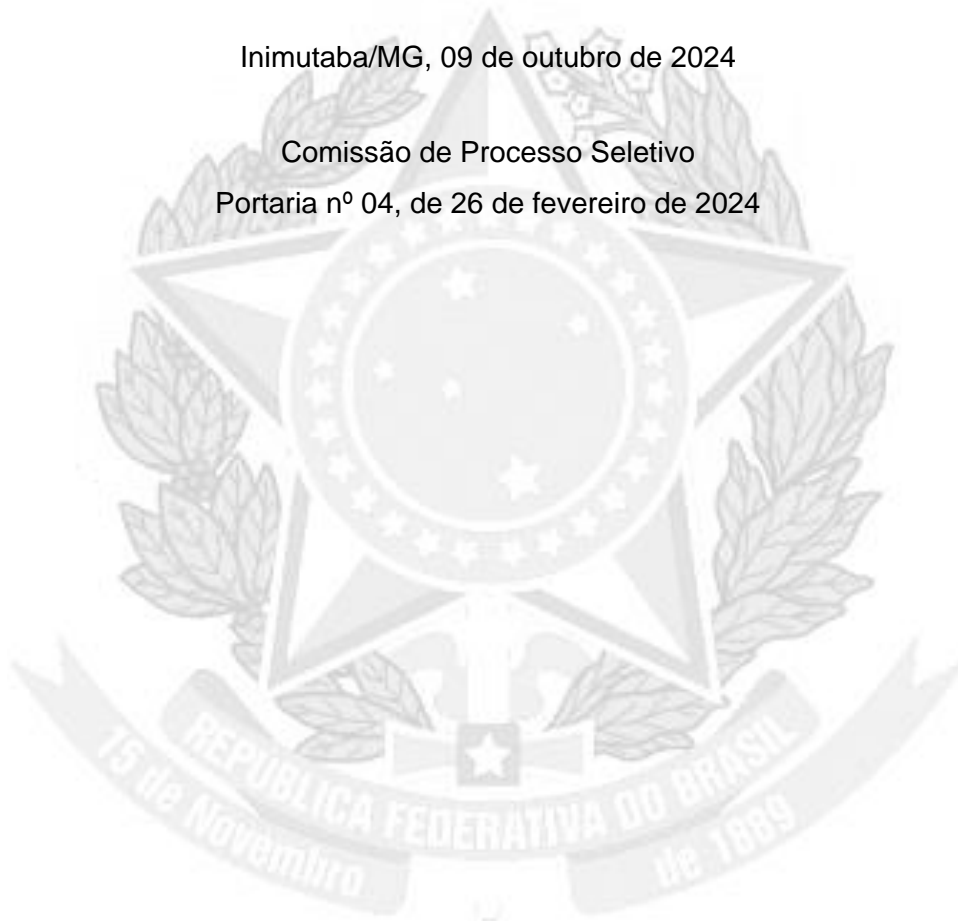 Inimutaba/MG, 09 de outubro de 2024
Comissão de Processo Seletivo
Portaria nº 04, de 26 de fevereiro de 2024
REPÚBLICA FEDERATIVA DO BRASIL
15 de Novembro de 1889